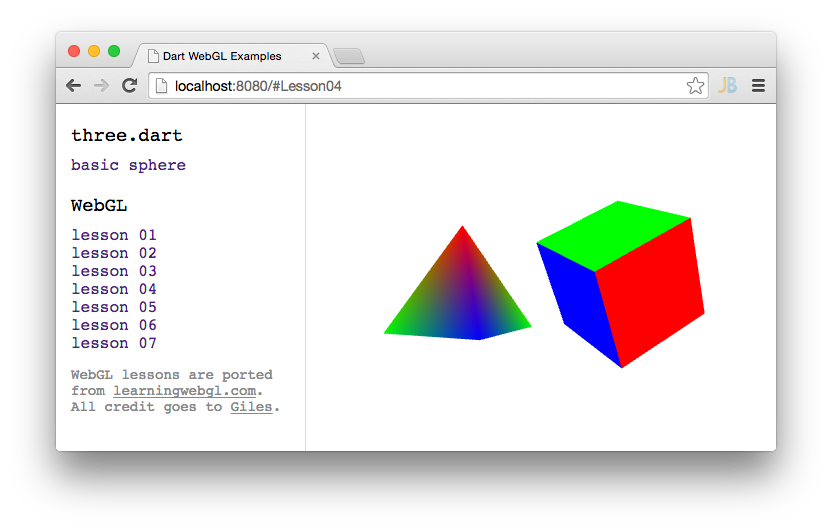 Dart WebGL Examples
localhost:8080/#Lesson04
JB
three.dart
basic sphere
WebGL
lesson 01
lesson 02
lesson 03
lesson 04
lesson 05
lesson 06
lesson 07
WebGL lessons are ported
from learningwebgl.com.
All credit goes to Giles.